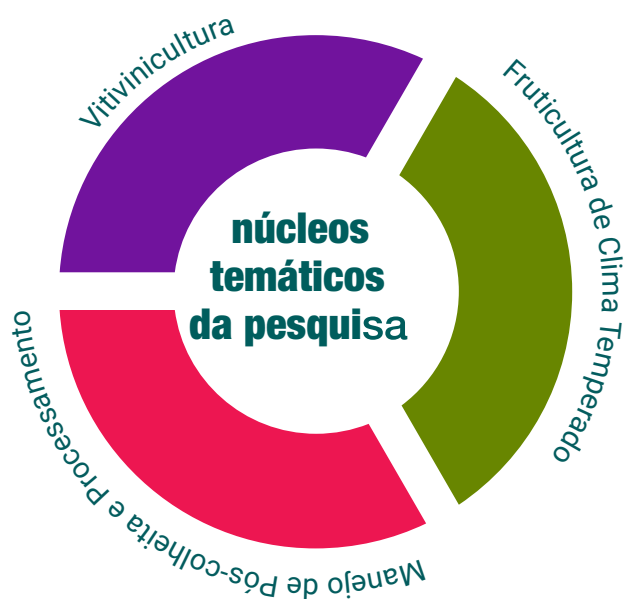 Vitivinicultura
Fruticultura de Clima Temperado
núcleos
temáticos
da pesquisa
Manejo de Pós-colheita e Processamento